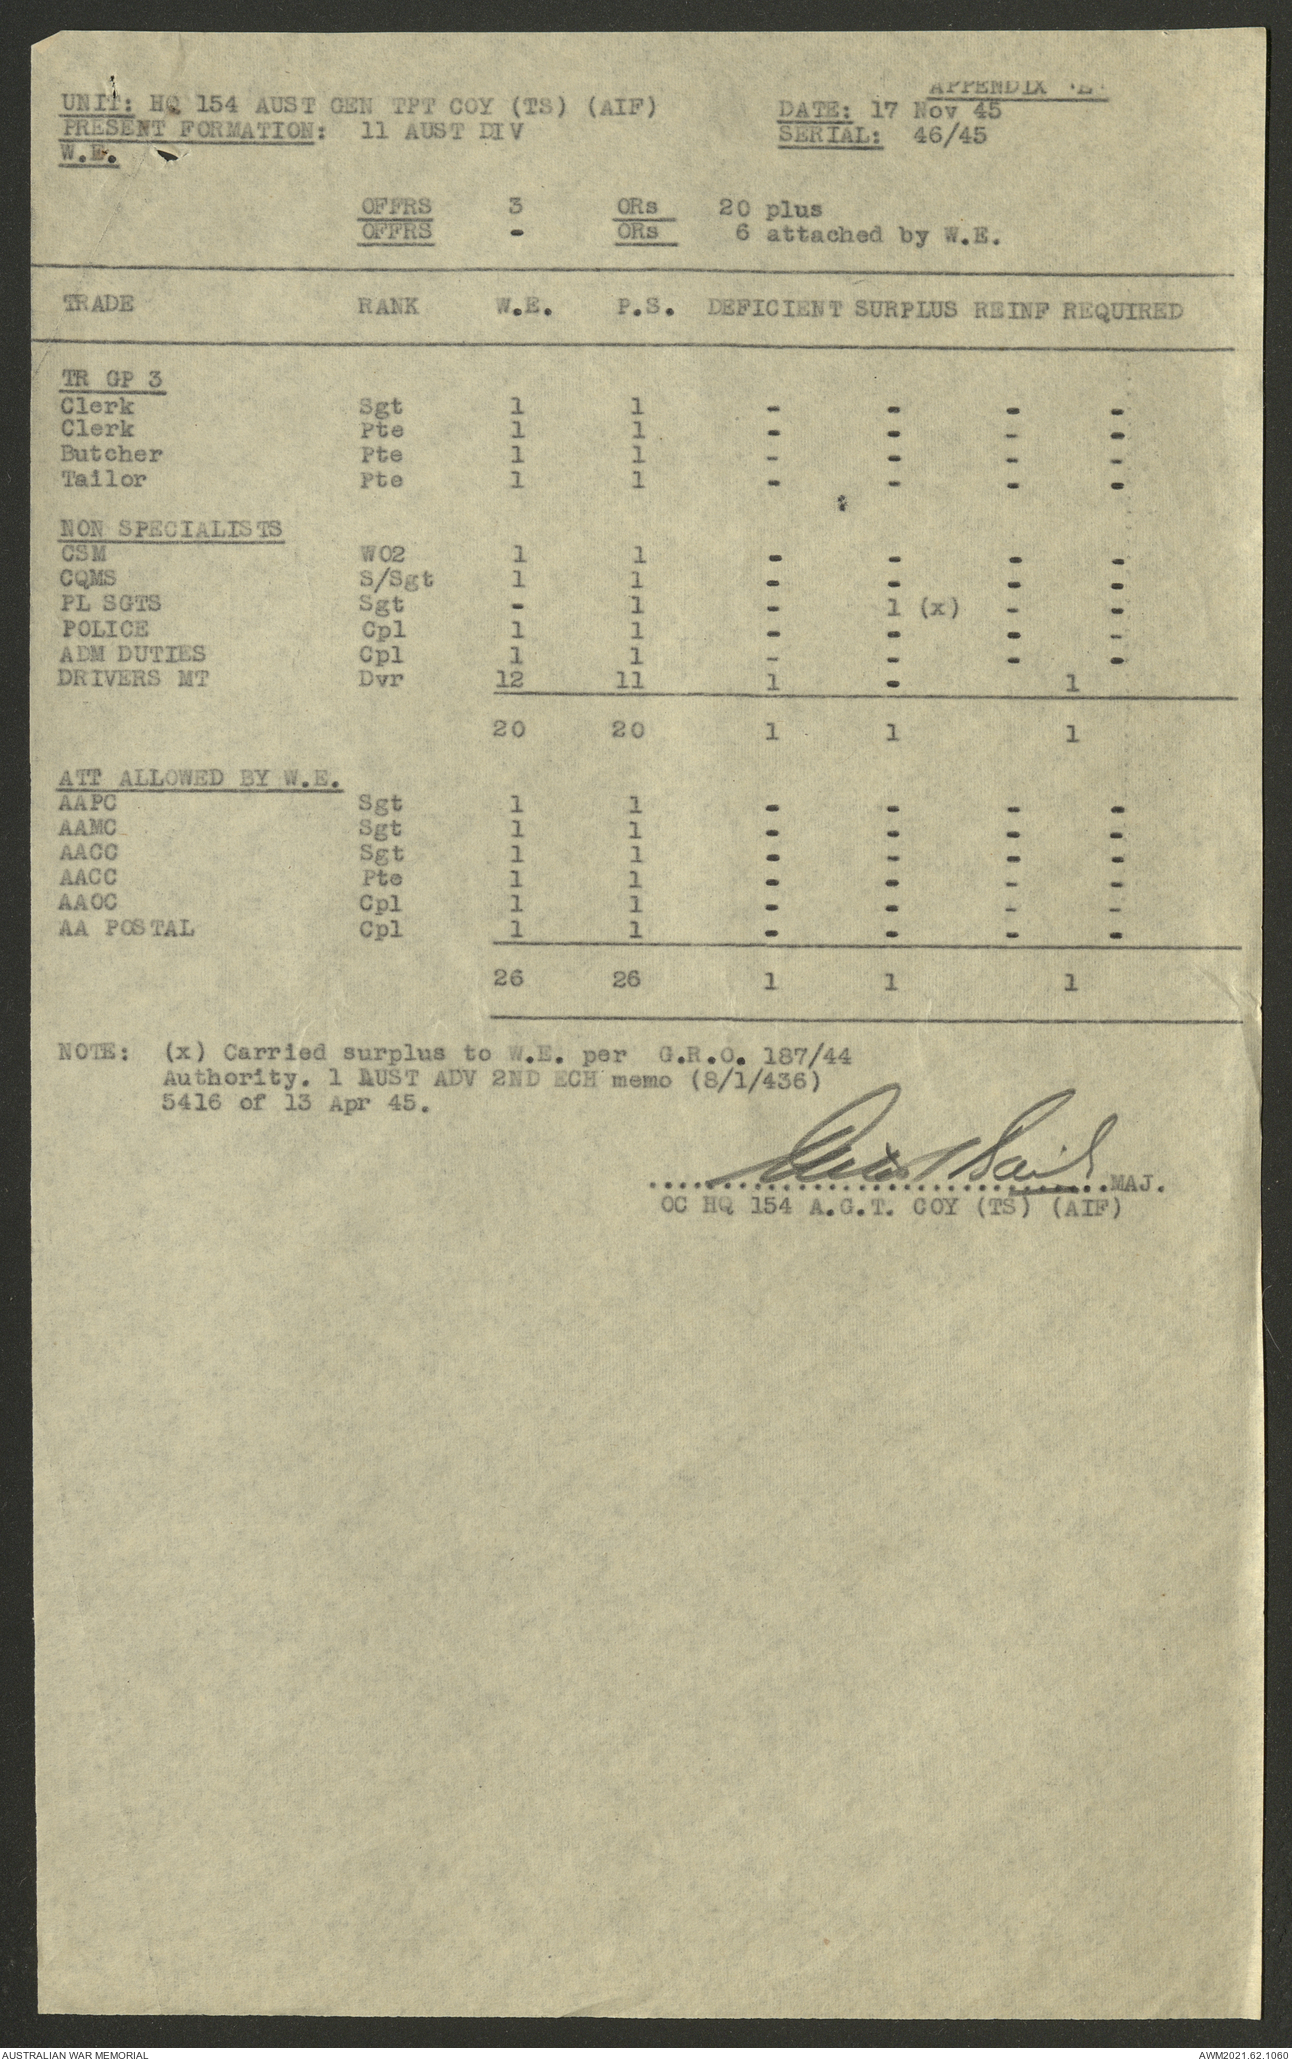 APPENDIX 'E'
UNIT: HQ 154 AUST GEN TPT COY (TS) (AIF) DATE: 17 Nov 45
PRESENT FORMATION: 11 AUST DIV SERIAL: 46/45
W.E.
OFFRS 3 ORs 20 plus
OFFRS - ORs 6 attached by W.E.
TRADE RANK W.E. P.S. DEFICIENT SURPLUS REINF REQUIRED
TR GP 3
Clerk Sgt 1 1 - - - -
Clerk Pte 1 1 - - - -
Butcher Pte 1 1 - - - -
Tailor Pte 1 1 - - - -
NON SPECIALISTS
CSM WO2 1 1 - - - -
CQMS S/Sgt 1 1 - - - -
PL SGTS Sgt - 1 - 1 (x) - -
POLICE Cpl 1 1 - - - -
ADM DUTIES Cpl 1 1 - - - -
DRIVERS MT Dvr 12 11 1 - 1
20 20 1 1 1
ATT ALLOWED BY W.E.
AAPC Sgt 1 1 - - - -
AAMC Sgt 1 1 - - - -
AACC Sgt 1 1 - - - -
AACC Pte 1 1 - - - -
AAOC Cpl 1 1 - - - -
AA POSTAL Cpl 1 1 - - - -
26 26 1 1 1
NOTE: (x) Carried surplus to W.E. per G.R.O. 187/44
Authority. 1 AUST ADV 2ND ECH memo (8/1/436)
5416 of 13 Apr 45.
MAJ.
OC HQ 154 A.G.T. COY (TS) (AIF)
AUSTRALIAN WAR MEMORIAL AWM2021.62.1060